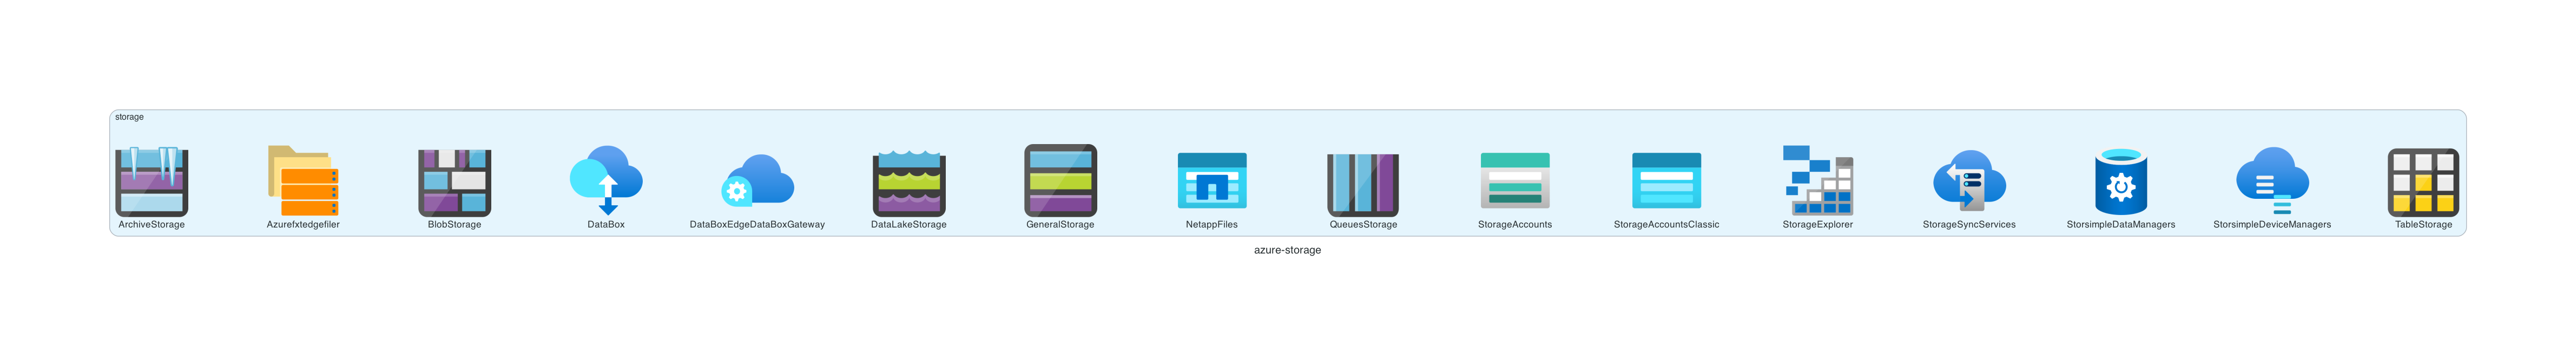 storage
ArchiveStorage
Azurefxtedgefiler
BlobStorage
DataBox
DataBoxEdgeDataBoxGateway
DataLakeStorage
GeneralStorage
NetappFiles
QueuesStorage
StorageAccounts
StorageAccountsClassic
StorageExplorer
StorageSyncServices
StorsimpleDataManagers
StorsimpleDeviceManagers
TableStorage
azure-storage